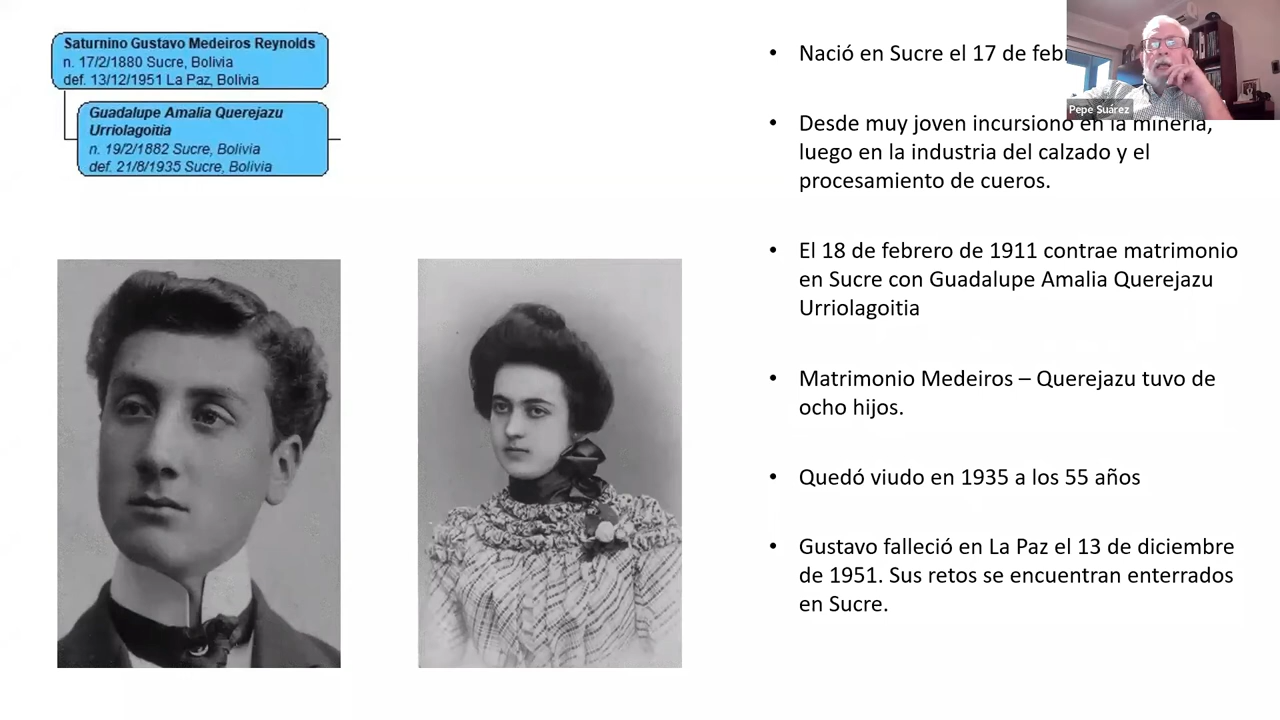 Saturnino Gustavo Medeiros Reynolds
n. 17/2/1880 Sucre, Bolivia
def. 13/12/1951 La Paz, Bolivia
Guadalupe Amalia Querejazu
Urriolagoitia
n. 19/2/1882 Sucre, Bolivia
def. 21/8/1935 Sucre, Bolivia
• Nació en Sucre el 17 de
Pepe Suárez
• Desde muy joven incursionó en la minería,
luego en la industria del calzado y el
procesamiento de cueros.
• El 18 de febrero de 1911 contrae matrimonio
en Sucre con Guadalupe Amalia Querejazu
Urriolagoitia
• Matrimonio Medeiros – Querejazu tuvo de
ocho hijos.
• Quedó viudo en 1935 a los 55 años
• Gustavo falleció en La Paz el 13 de diciembre
de 1951. Sus retos se encuentran enterrados
en Sucre.